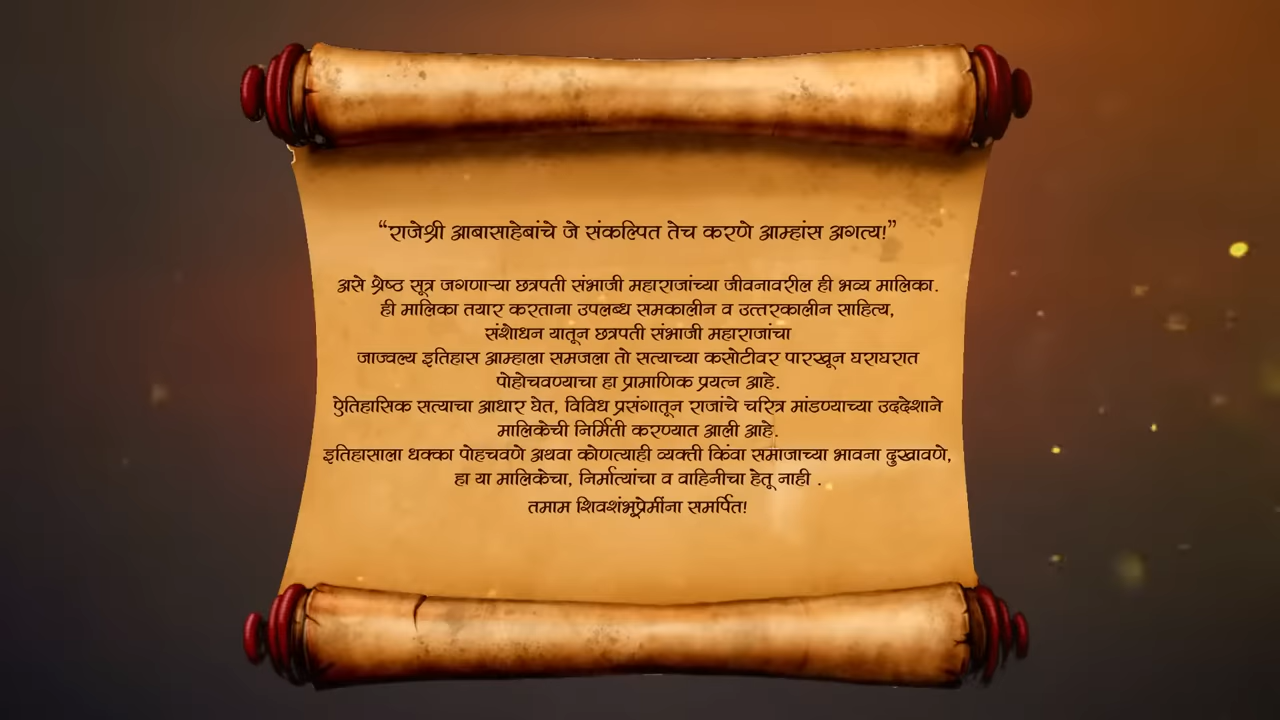 “राजेश्री आबासाहेबांचे जे संकल्पित तेच करणे आम्हांस अगत्य!”
असे श्रेष्ठ सूत्र जगणाऱ्या छत्रपती संभाजी महाराजांच्या जीवनावरील ही भव्य मालिका.
ही मालिका तयार करताना उपलब्ध समकालीन व उत्तरकालीन साहित्य,
संशोधन यातून छत्रपती संभाजी महाराजांचा
जाज्वल्य इतिहास आम्हाला समजला तो सत्याच्या कसोटीवर पारखून घराघरात
पोहोचवण्याचा हा प्रामाणिक प्रयत्न आहे.
ऐतिहासिक सत्याचा आधार घेत, विविध प्रसंगातून राजांचे चरित्र मांडण्याच्या उददेशाने
मालिकेची निर्मिती करण्यात आली आहे.
इतिहासाला धक्का पोहचवणे अथवा कोणत्याही व्यक्ती किंवा समाजाच्या भावना दुखावणे,
हा या मालिकेचा, निर्मात्यांचा व वाहिनीचा हेतू नाही .
तमाम शिवशंभूप्रेमींना समर्पित!